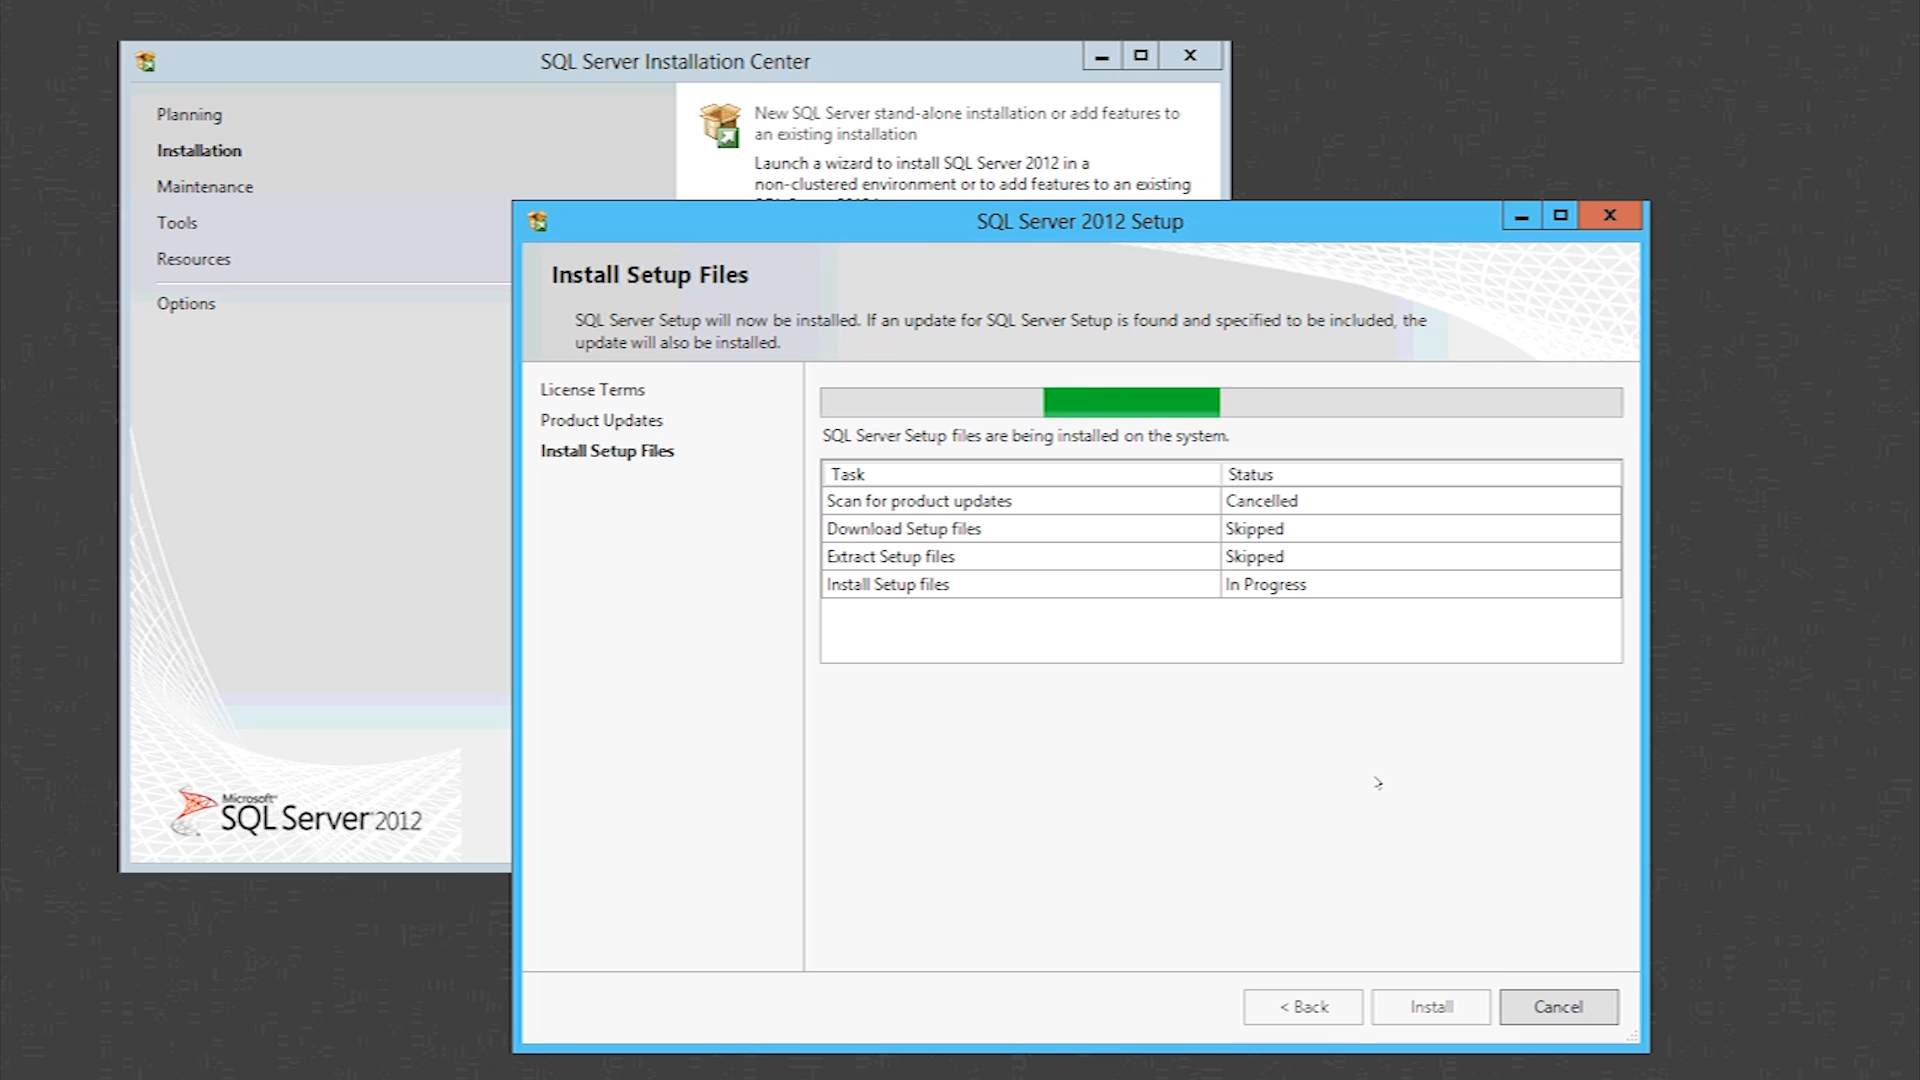 SQL Server Installation Center
Planning
Installation
Maintenance
Tools
Resources
Options
New SQL Server stand-alone installation or add features to
an existing installation
Launch a wizard to install SQL Server 2012 in a
non-clustered environment or to add features to an existing
Microsoft
SQL Server 2012
SQL Server 2012 Setup
Install Setup Files
SQL Server Setup will now be installed. If an update for SQL Server Setup is found and specified to be included, the
update will also be installed.
License Terms
Product Updates
Install Setup Files
SQL Server Setup files are being installed on the system.
Task Status
Scan for product updates Cancelled
Download Setup files Skipped
Extract Setup files Skipped
Install Setup files In Progress
< Back Install Cancel